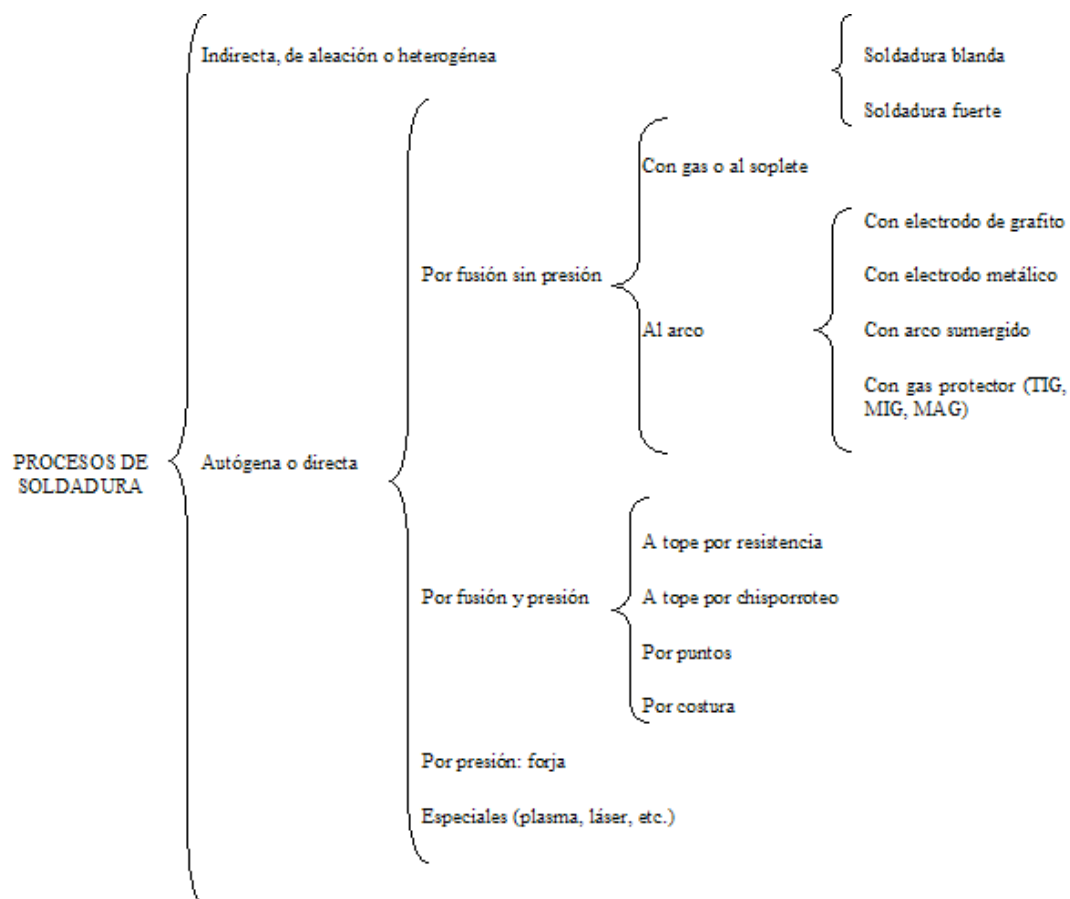 Indirecta, de aleación o heterogénea
Soldadura blanda
Soldadura fuerte
Con gas o al soplete
Con electrodo de grafito
Por fusión sin presión
Con electrodo metálico
Al arco
Con arco sumergido
Con gas protector (TIG,
MIG, MAG)
PROCESOS DE
SOLDADURA
Autógena o directa
A tope por resistencia
Por fusión y presión
A tope por chisporroteo
Por puntos
Por costura
Por presión: forja
Especiales (plasma, láser, etc.)